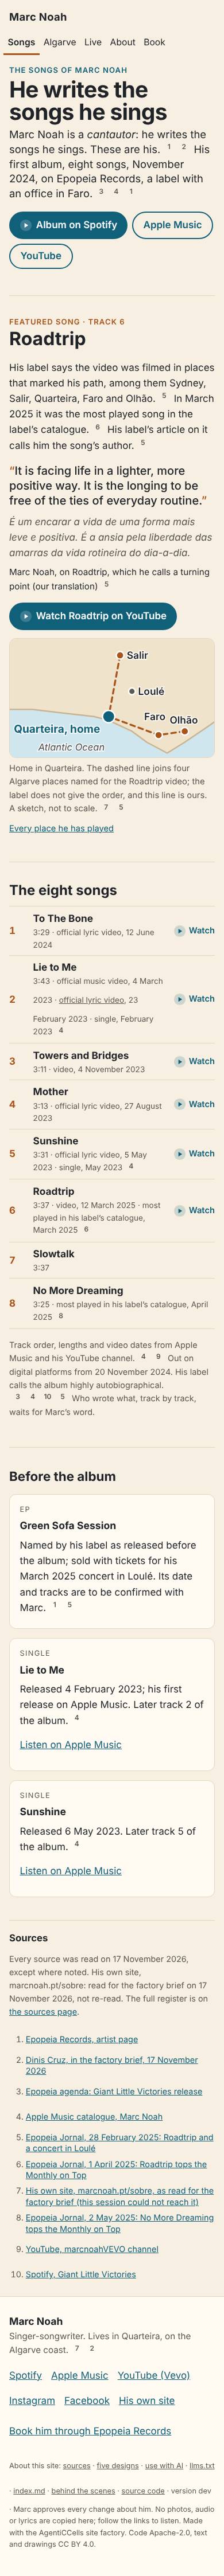 Marc Noah
Songs Algarve Live About Book
THE SONGS OF MARC NOAH
He writes the
songs he sings
Marc Noah is a cantautor: he writes the
songs he sings. These are his. 1 2 His
first album, eight songs, November
2024, on Epopeia Records, a label with
an office in Faro. 3 4 1
Album on Spotify
Apple Music
YouTube
FEATURED SONG · TRACK 6
Roadtrip
His label says the video was filmed in places
that marked his path, among them Sydney,
Salir, Quarteira, Faro and Olhão. 5 In March
2025 it was the most played song in the
label's catalogue. 6 His label's article on it
calls him the song's author. 5
“It is facing life in a lighter, more
positive way. It is the longing to be
free of the ties of everyday routine.”
É um encarar a vida de uma forma mais
leve e positiva. É a ansia pela liberdade das
amarras da vida rotineira do dia-a-dia.
Marc Noah, on Roadtrip, which he calls a turning
point (our translation) 5
Watch Roadtrip on YouTube
Salir
Loulé
Faro Olhão
Quarteira, home
Atlantic Ocean
Home in Quarteira. The dashed line joins four
Algarve places named for the Roadtrip video; the
label does not give the order, and this line is ours.
A sketch, not to scale. 7 5
Every place he has played
The eight songs
To The Bone
1 3:29 · official lyric video, 12 June Watch
2024
Lie to Me
3:43 · official music video, 4 March
2 2023 · official lyric video, 23 Watch
February 2023 · single, February
2023 4
Towers and Bridges
3 Watch
3:11 · video, 4 November 2023
Mother
4 3:13 · official lyric video, 27 August Watch
2023
Sunshine
5 3:31 · official lyric video, 5 May Watch
2023 · single, May 2023 4
Roadtrip
6 3:37 · video, 12 March 2025 · most Watch
played in his label's catalogue,
March 2025 6
Slowtalk
7
3:37
No More Dreaming
8 3:25 · most played in his label's catalogue, April
2025 8
Track order, lengths and video dates from Apple
Music and his YouTube channel. 4 9 Out on
digital platforms from 20 November 2024. His label
calls the album highly autobiographical.
3 4 10 5 Who wrote what, track by track,
waits for Marc's word.
Before the album
EP
Green Sofa Session
Named by his label as released before
the album; sold with tickets for his
March 2025 concert in Loulé. Its date
and tracks are to be confirmed with
Marc. 1 5
SINGLE
Lie to Me
Released 4 February 2023; his first
release on Apple Music. Later track 2 of
the album. 4
Listen on Apple Music
SINGLE
Sunshine
Released 6 May 2023. Later track 5 of
the album. 4
Listen on Apple Music
Sources
Every source was read on 17 November 2026,
except where noted. His own site,
marcnoah.pt/sobre: read for the factory brief on 17
November 2026, not re-read. The full register is on
the sources page.
1. Epopeia Records, artist page
2. Dinis Cruz, in the factory brief, 17 November
2026
3. Epopeia agenda: Giant Little Victories release
4. Apple Music catalogue, Marc Noah
5. Epopeia Jornal, 28 February 2025: Roadtrip and
a concert in Loulé
6. Epopeia Jornal, 1 April 2025: Roadtrip tops the
Monthly on Top
7. His own site, marcnoah.pt/sobre, as read for the
factory brief (this session could not reach it)
8. Epopeia Jornal, 2 May 2025: No More Dreaming
tops the Monthly on Top
9. YouTube, marcnoahVEVO channel
10. Spotify, Giant Little Victories
Marc Noah
Singer-songwriter. Lives in Quarteira, on the
Algarve coast. 7 2
Spotify Apple Music YouTube (Vevo)
Instagram Facebook His own site
Book him through Epopeia Records
About this site: sources · five designs · use with AI · llms.txt
· index.md · behind the scenes · source code · version dev
· Marc approves every change about him. No photos, audio
or lyrics are copied here; follow the links to listen. Made
with the AgentiCCells site factory. Code Apache-2.0, text
and drawings CC BY 4.0.